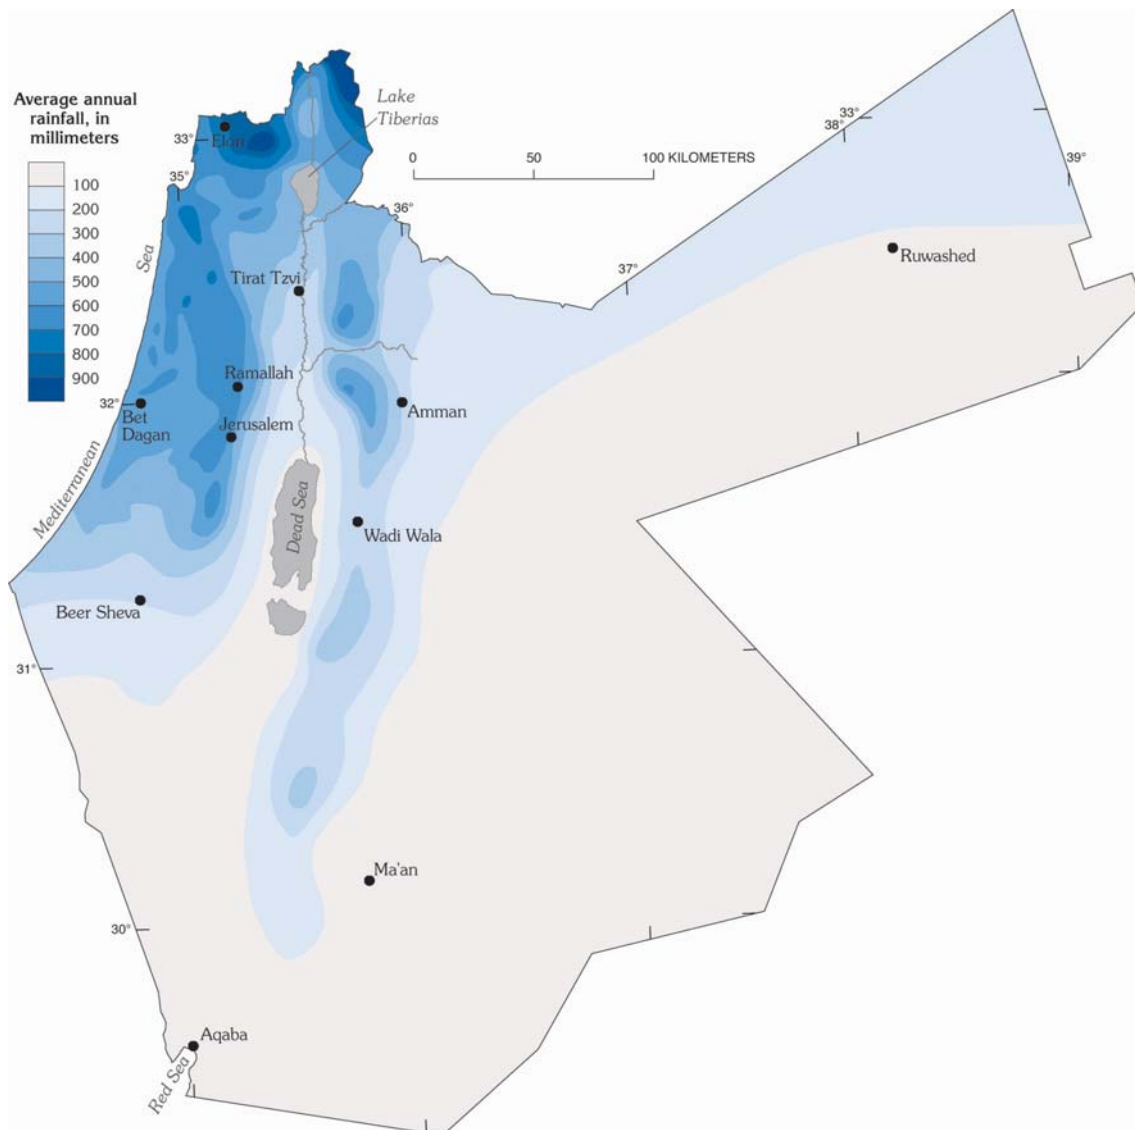 Average annual
rainfall, in
millimeters
100
200
300
400
500
600
700
800
900
Lake
Tiberias
0 50 100 KILOMETERS
33°
38°
39°
Elon
33°
35°
36°
37°
Ruwashed
Sea
Tirat Tzvi
Ramallah
32°
Bet
Dagan
Jerusalem
Amman
Mediterranean
Dead Sea
Wadi Wala
Beer Sheva
31°
Ma'an
30°
Aqaba
Red Sea